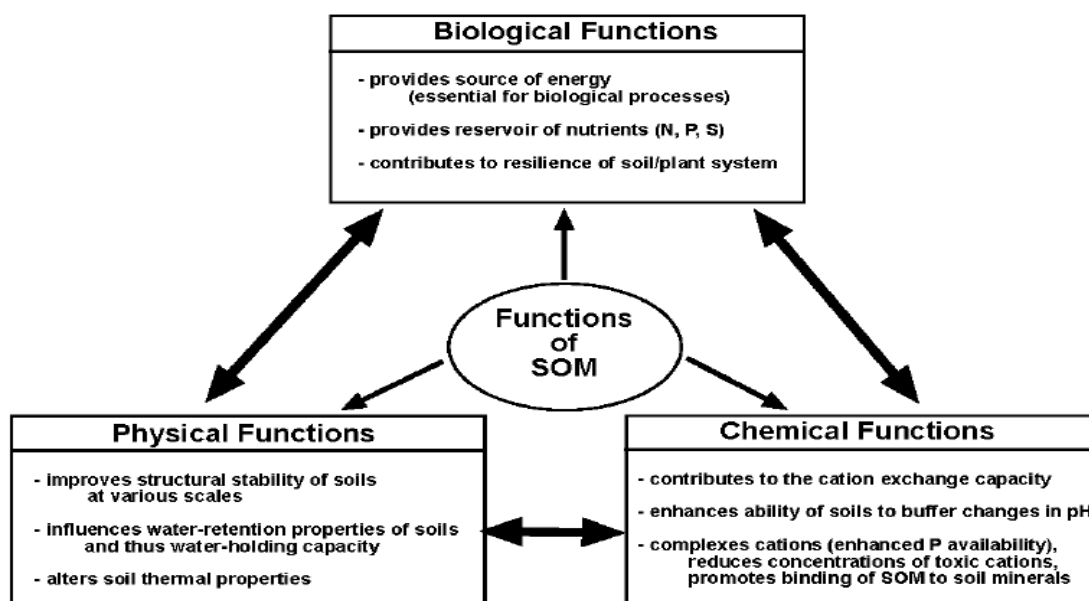 Biological Functions
- provides source of energy
(essential for biological processes)
- provides reservoir of nutrients (N, P, S)
- contributes to resilience of soil/plant system
Functions
of
SOM
Physical Functions
- improves structural stability of soils
at various scales
- influences water-retention properties of soils
and thus water-holding capacity
- alters soil thermal properties
Chemical Functions
- contributes to the cation exchange capacity
- enhances ability of soils to buffer changes in pH
- complexes cations (enhanced P availability),
reduces concentrations of toxic cations,
promotes binding of SOM to soil minerals